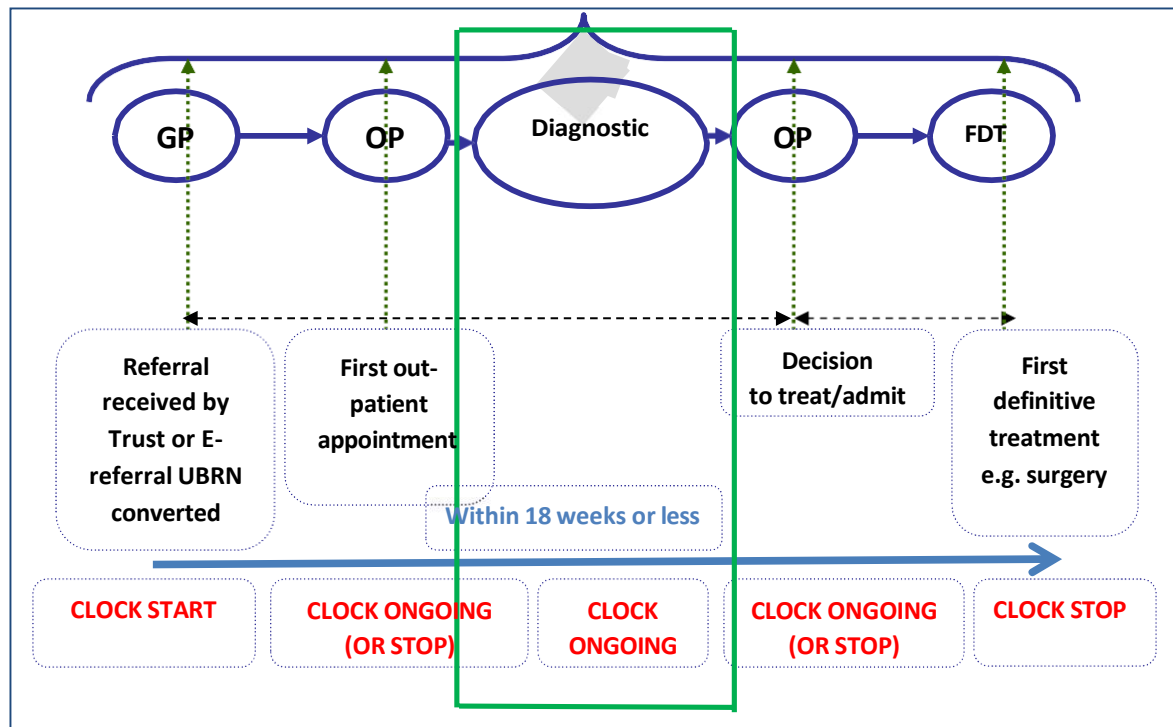 GP
OP
Diagnostic
OP
FDT
Referral
received by
Trust or E-
referral UBRN
converted
First out-
patient
appointment
Decision
to treat/admit
First
definitive
treatment
e.g. surgery
Within 18 weeks or less
CLOCK START
CLOCK ONGOING
(OR STOP)
CLOCK
ONGOING
CLOCK ONGOING
(OR STOP)
CLOCK STOP